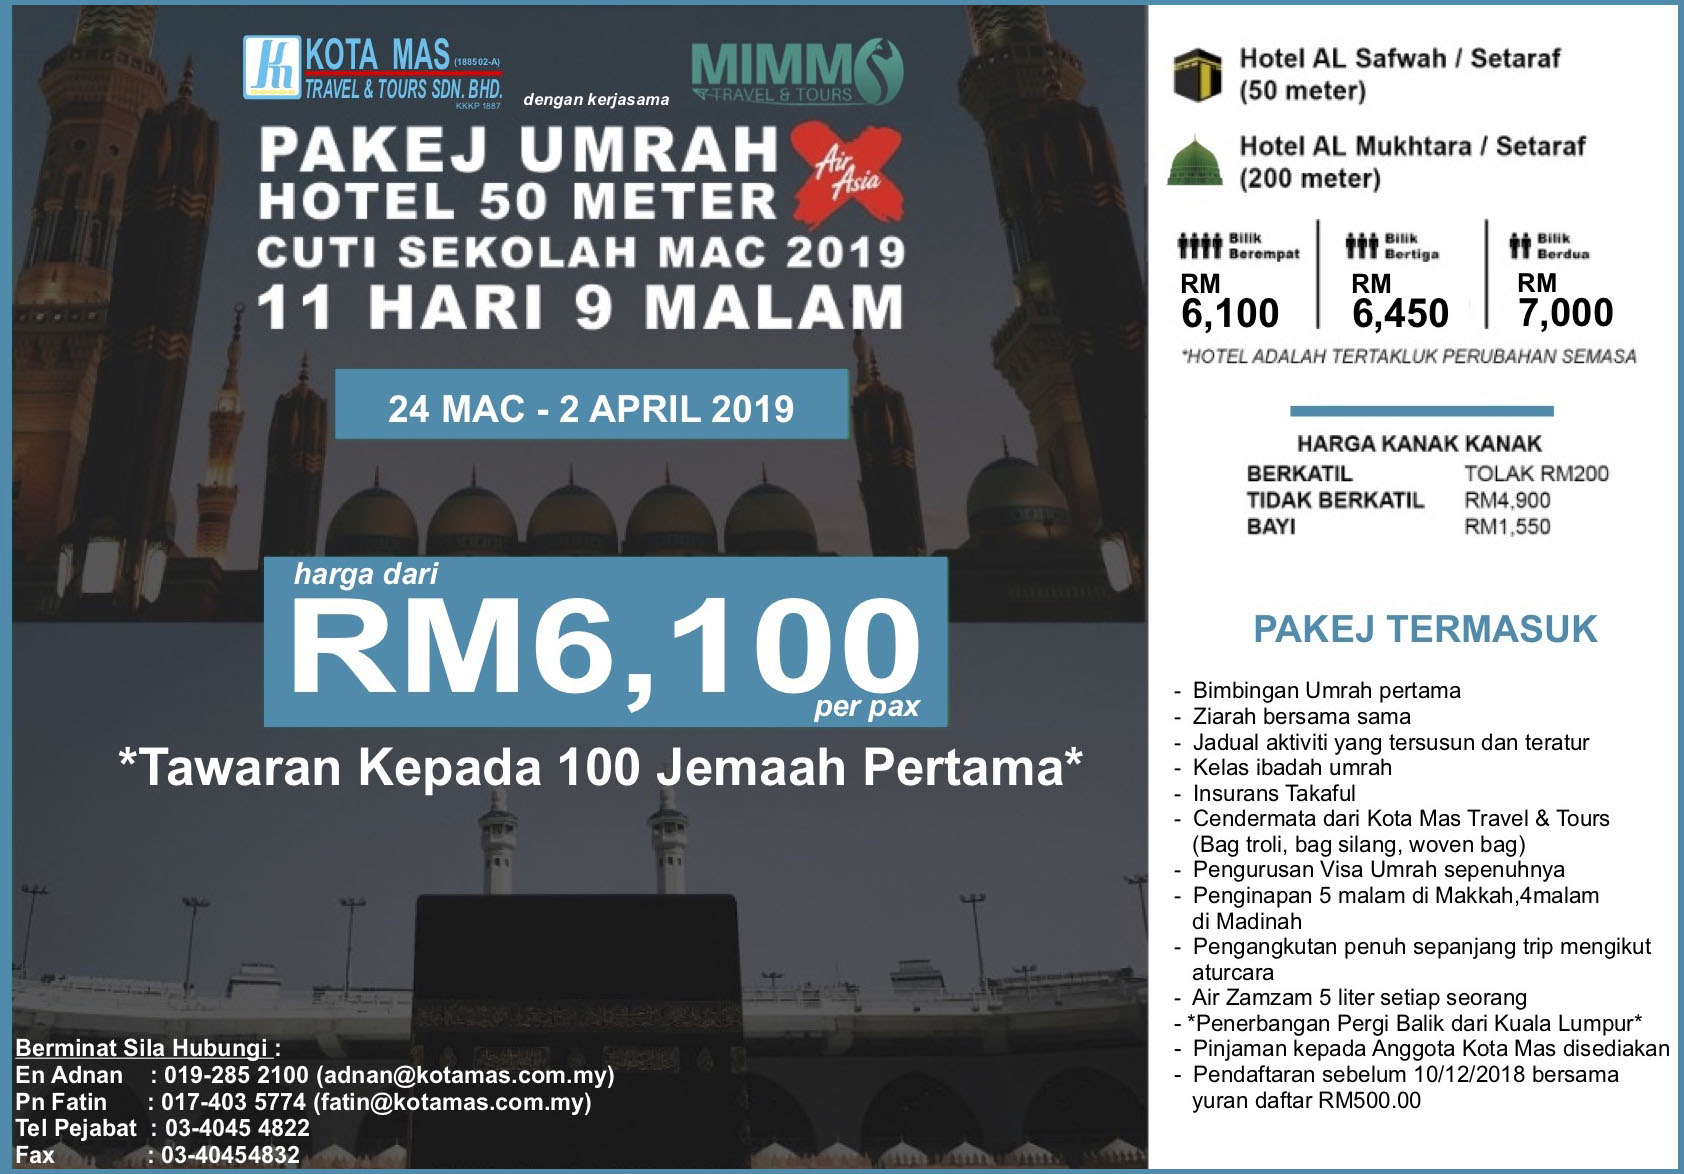 KOTA MAS (188502-A)
TRAVEL & TOURS SDN. BHD.
KKKP 1887
dengan kerjasama
MIMM
TRAVEL & TOURS
PAKEJ UMRAH
HOTEL 50 METER
Air
Asia
CUTI SEKOLAH MAC 2019
11 HARI 9 MALAM
24 MAC - 2 APRIL 2019
harga dari
RM6,100
per pax
*Tawaran Kepada 100 Jemaah Pertama*
Berminat Sila Hubungi :
En Adnan : 019-285 2100 (adnan@kotamas.com.my)
Pn Fatin : 017-403 5774 (fatin@kotamas.com.my)
Tel Pejabat : 03-4045 4822
Fax : 03-40454832
Hotel AL Safwah / Setaraf
(50 meter)
Hotel AL Mukhtara / Setaraf
(200 meter)
Bilik
Berempat
RM
6,100
Bilik
Bertiga
RM
6,450
Bilik
Berdua
RM
7,000
*HOTEL ADALAH TERTAKLUK PERUBAHAN SEMASA
HARGA KANAK KANAK
BERKATIL TOLAK RM200
TIDAK BERKATIL RM4,900
BAYI RM1,550
PAKEJ TERMASUK
- Bimbingan Umrah pertama
- Ziarah bersama sama
- Jadual aktiviti yang tersusun dan teratur
- Kelas ibadah umrah
- Insurans Takaful
- Cendermata dari Kota Mas Travel & Tours
(Bag troli, bag silang, woven bag)
- Pengurusan Visa Umrah sepenuhnya
- Penginapan 5 malam di Makkah,4malam
di Madinah
- Pengangkutan penuh sepanjang trip mengikut
aturcara
- Air Zamzam 5 liter setiap seorang
- *Penerbangan Pergi Balik dari Kuala Lumpur*
- Pinjaman kepada Anggota Kota Mas disediakan
- Pendaftaran sebelum 10/12/2018 bersama
yuran daftar RM500.00